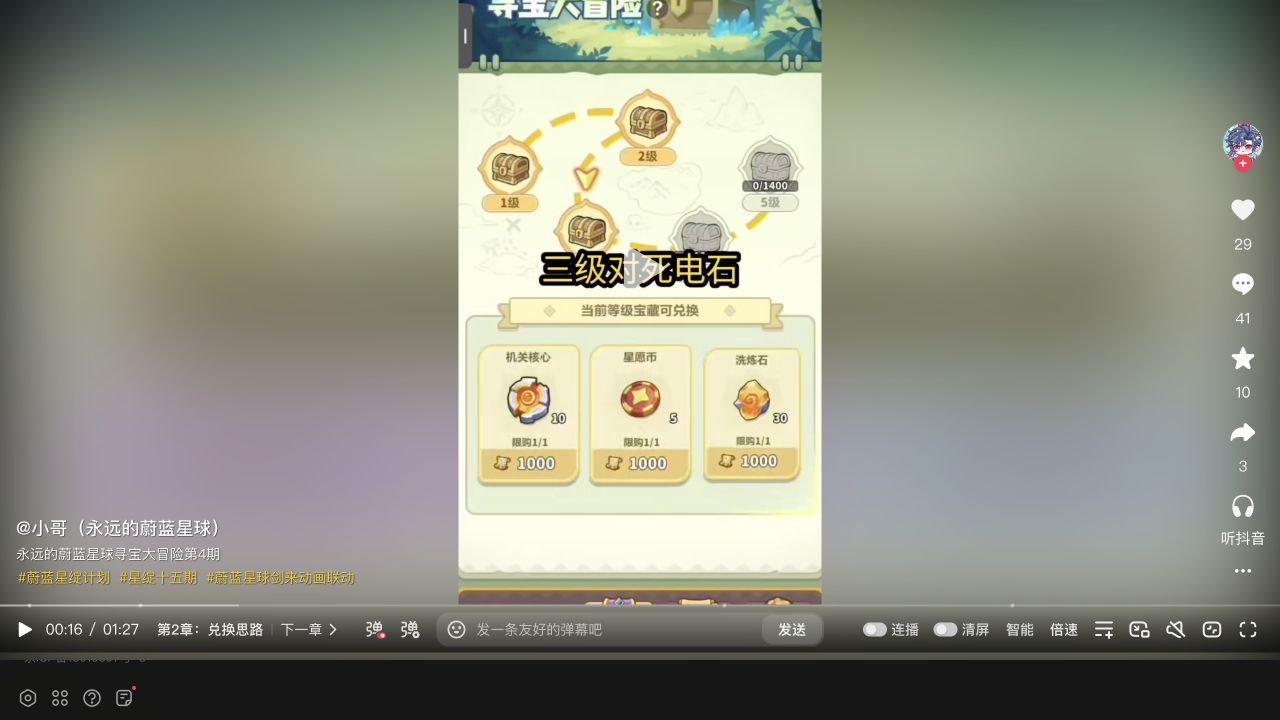 寻宝大冒险 ?
2级
1级
0/1400
5级
三级对死电石
当前等级宝藏可兑换
机关核心
10
限购1/1
1000
星愿币
5
限购1/1
1000
洗炼石
30
限购1/1
1000
29
41
10
3
听抖音
@小哥（永远的蔚蓝星球）
永远的蔚蓝星球寻宝大冒险第4期
#蔚蓝星绽计划 #星绽十五期 #蔚蓝星球剑来动画联动
00:16 / 01:27 第2章：兑换思路 | 下一章
弹 弹 发一条友好的弹幕吧 发送
连播 清屏 智能 倍速